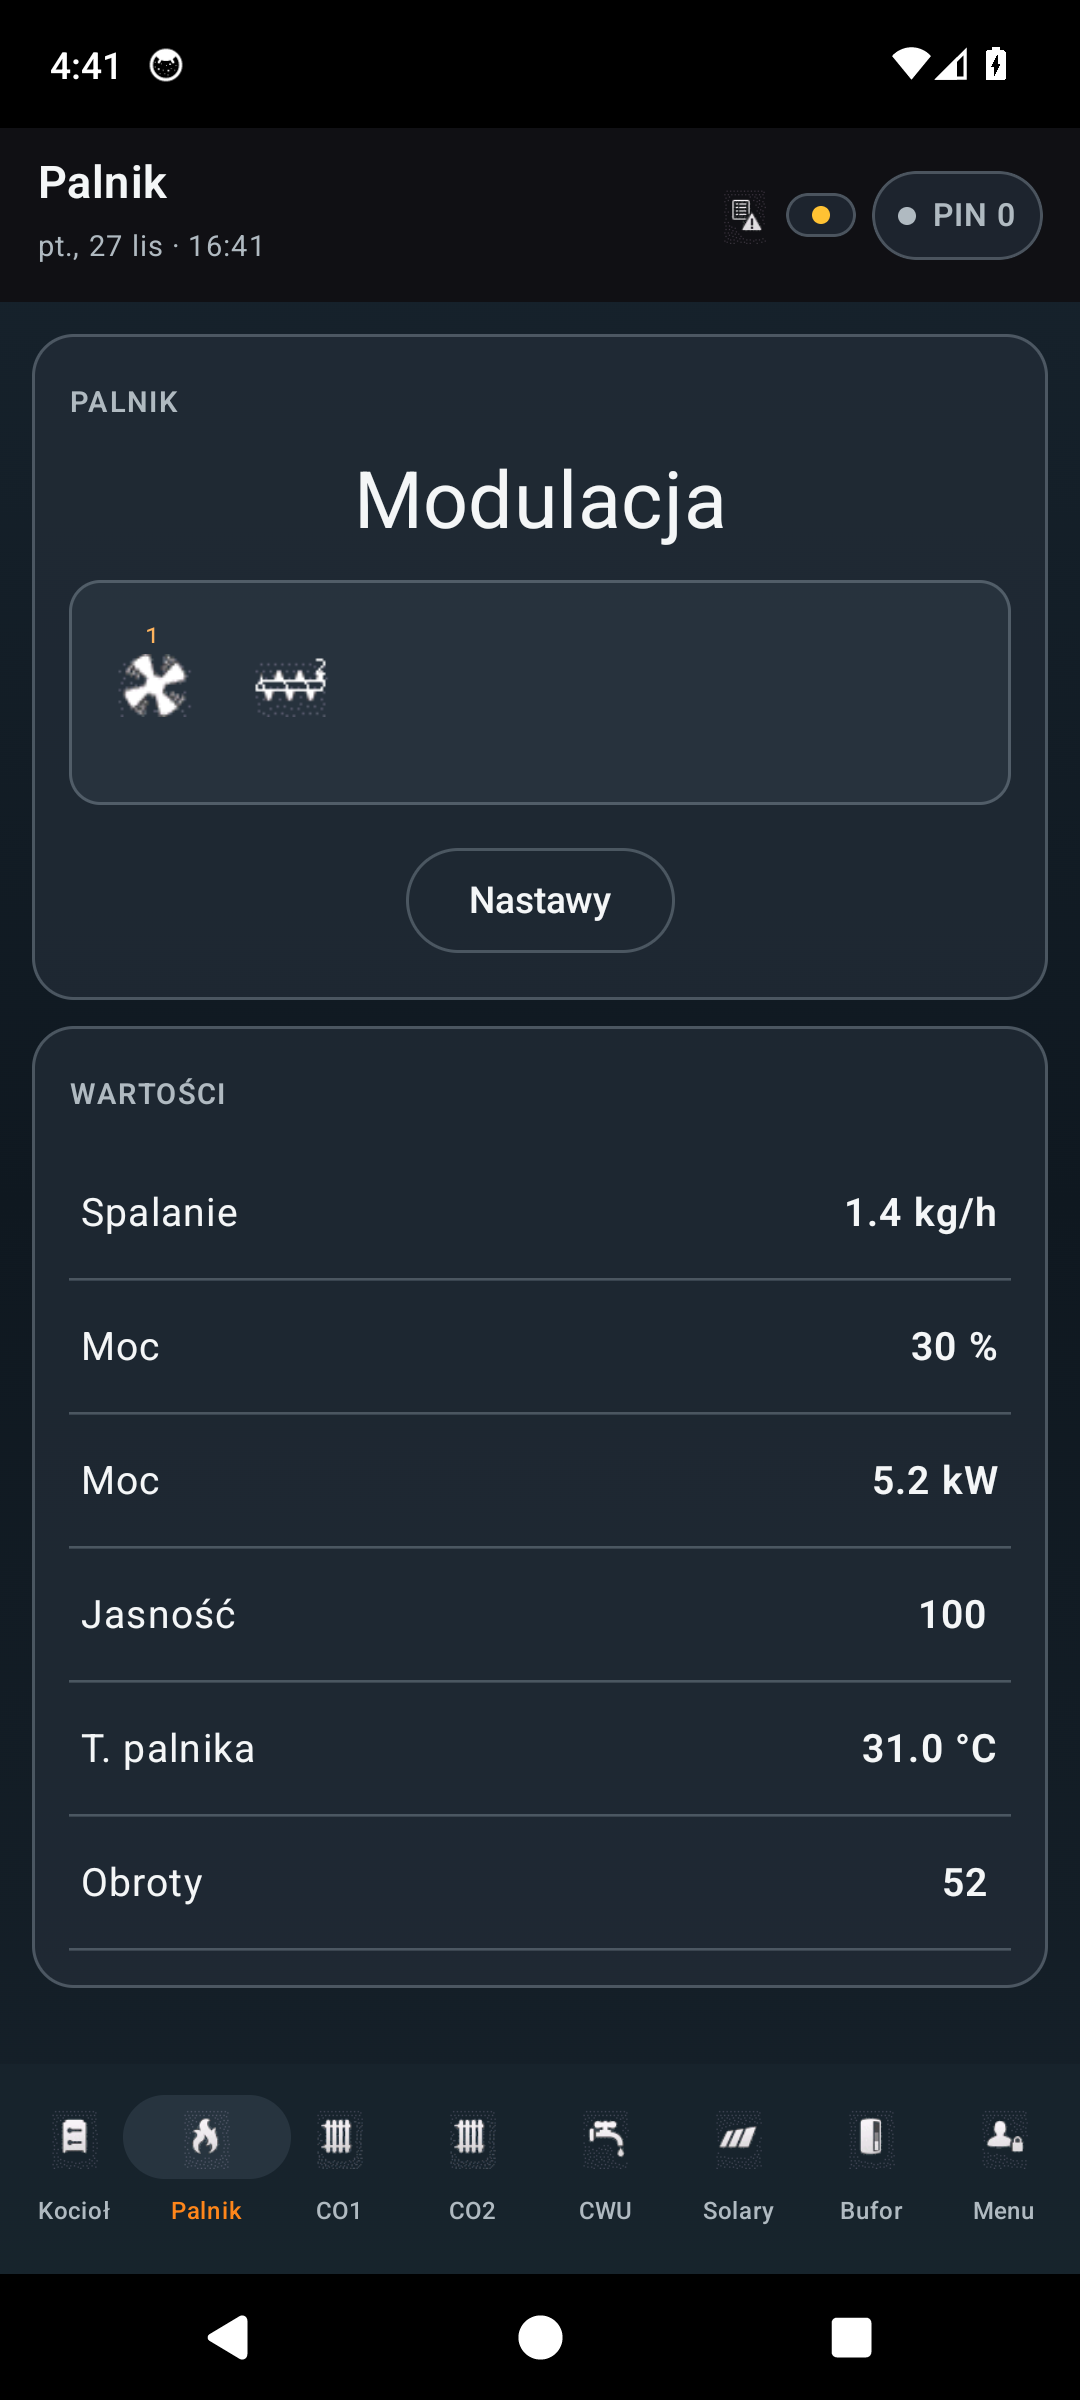 4:41
Palnik
pt., 27 lis · 16:41
PIN 0
PALNIK
Modulacja
1
2
Nastawy
WARTOŚCI
Spalanie 1.4 kg/h
Moc 30 %
Moc 5.2 kW
Jasność 100
T. palnika 31.0 °C
Obroty 52
Kocioł Palnik CO1 CO2 CWU Solary Bufor Menu